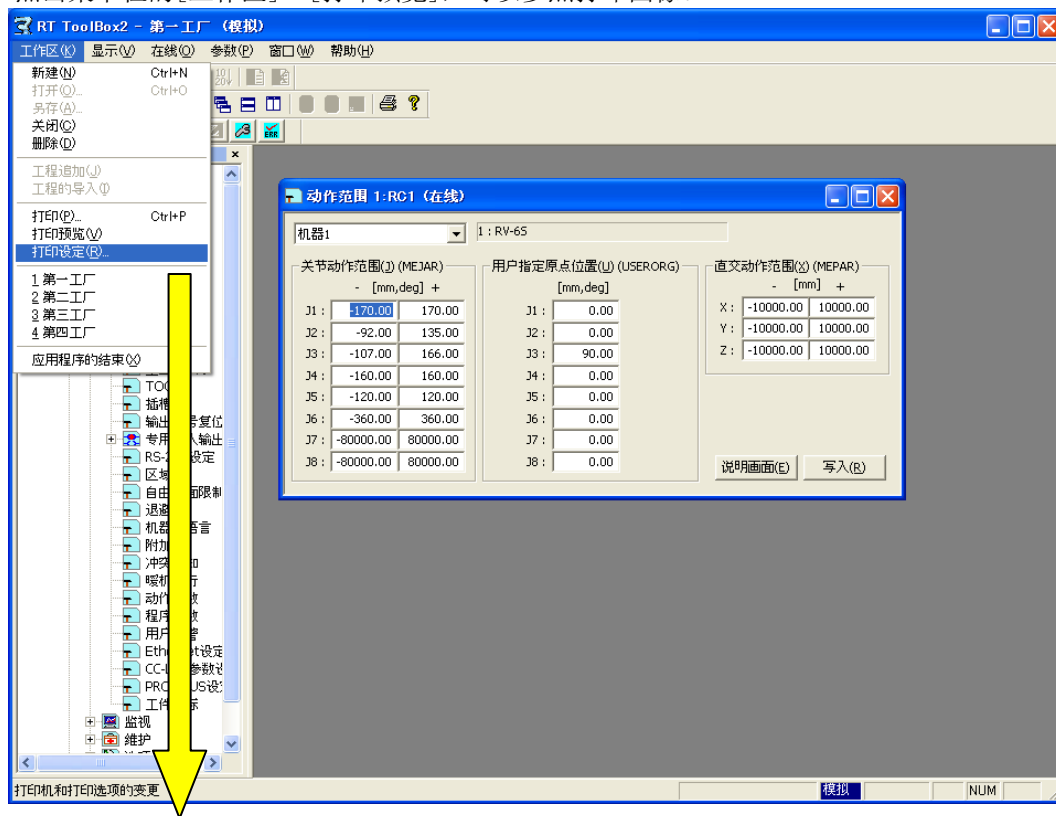 RT ToolBox2 - 第一工厂 (模拟)
工作区(K) 显示(V) 在线(O) 参数(P) 窗口(W) 帮助(H)
新建(N) Ctrl+N
打开(O)... Ctrl+O
另存(A)...
关闭(C)
删除(D)
工程追加(J)
工程的导入(I)
打印(P)... Ctrl+P
打印预览(V)
打印设定(R)...
1 第一工厂
2 第二工厂
3 第三工厂
4 第四工厂
应用程序的结束(X)
TOO
插槽
输出 号复位
专用 入输出
RS-2 设定
区域
自由 面限制
退避
机器 语言
附加
冲突 知
暖机 行
动作 数
程序 数
用户 警
Eth et设定
CC-L 参数设
PRO US设
工件 标
监视
维护
动作范围 1:RC1 (在线)
机器1 1 : RV-6S
关节动作范围(J) (MEJAR)
- [mm,deg] +
J1 : -170.00 170.00
J2 : -92.00 135.00
J3 : -107.00 166.00
J4 : -160.00 160.00
J5 : -120.00 120.00
J6 : -360.00 360.00
J7 : -80000.00 80000.00
J8 : -80000.00 80000.00
用户指定原点位置(U) (USERORG)
[mm,deg]
J1 : 0.00
J2 : 0.00
J3 : 90.00
J4 : 0.00
J5 : 0.00
J6 : 0.00
J7 : 0.00
J8 : 0.00
直交动作范围(X) (MEPAR)
- [mm] +
X : -10000.00 10000.00
Y : -10000.00 10000.00
Z : -10000.00 10000.00
说明画面(E) 写入(R)
打印机和打印选项的变更 模拟 NUM